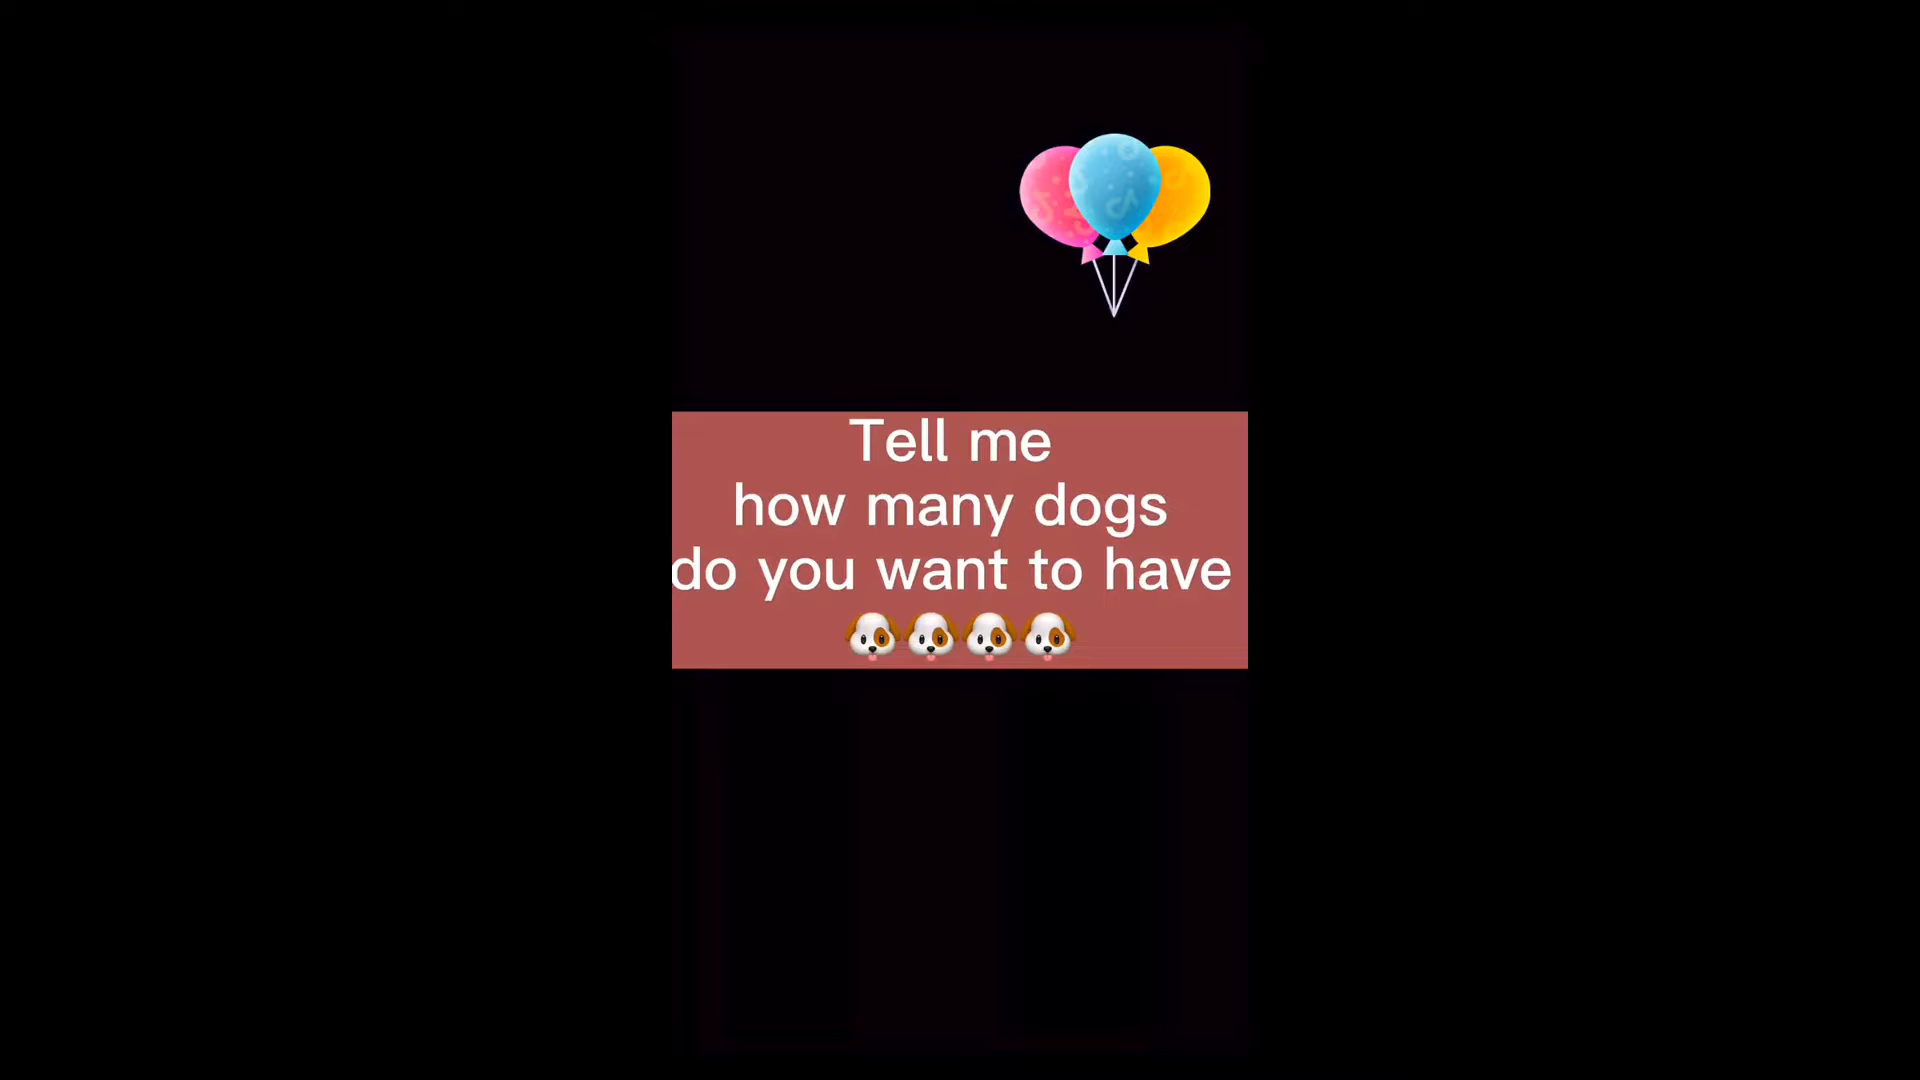 Tell me
how many dogs
do you want to have
🐶🐶🐶🐶